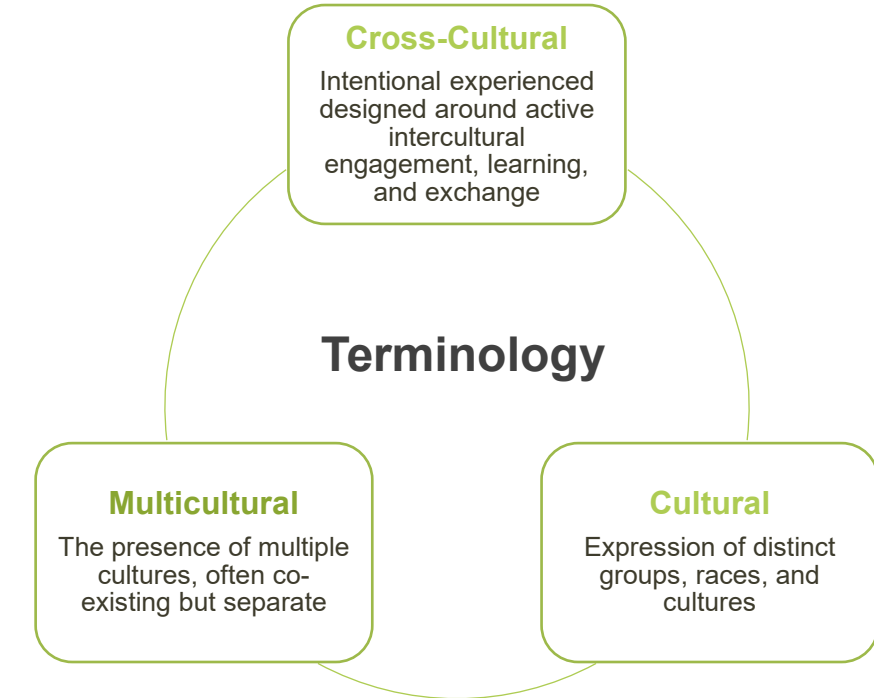 Cross-Cultural
Intentional experienced
designed around active
intercultural
engagement, learning,
and exchange
Terminology
Multicultural
The presence of multiple
cultures, often co-
existing but separate
Cultural
Expression of distinct
groups, races, and
cultures